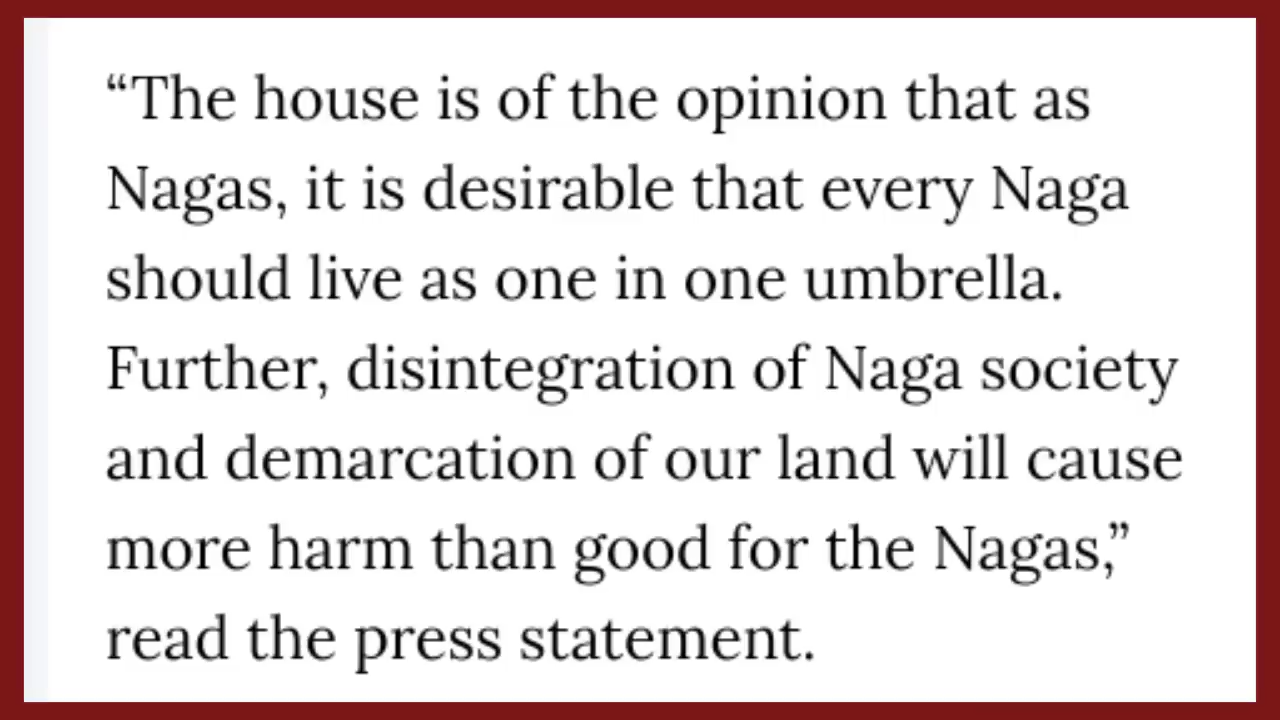 “The house is of the opinion that as
Nagas, it is desirable that every Naga
should live as one in one umbrella.
Further, disintegration of Naga society
and demarcation of our land will cause
more harm than good for the Nagas,”
read the press statement.